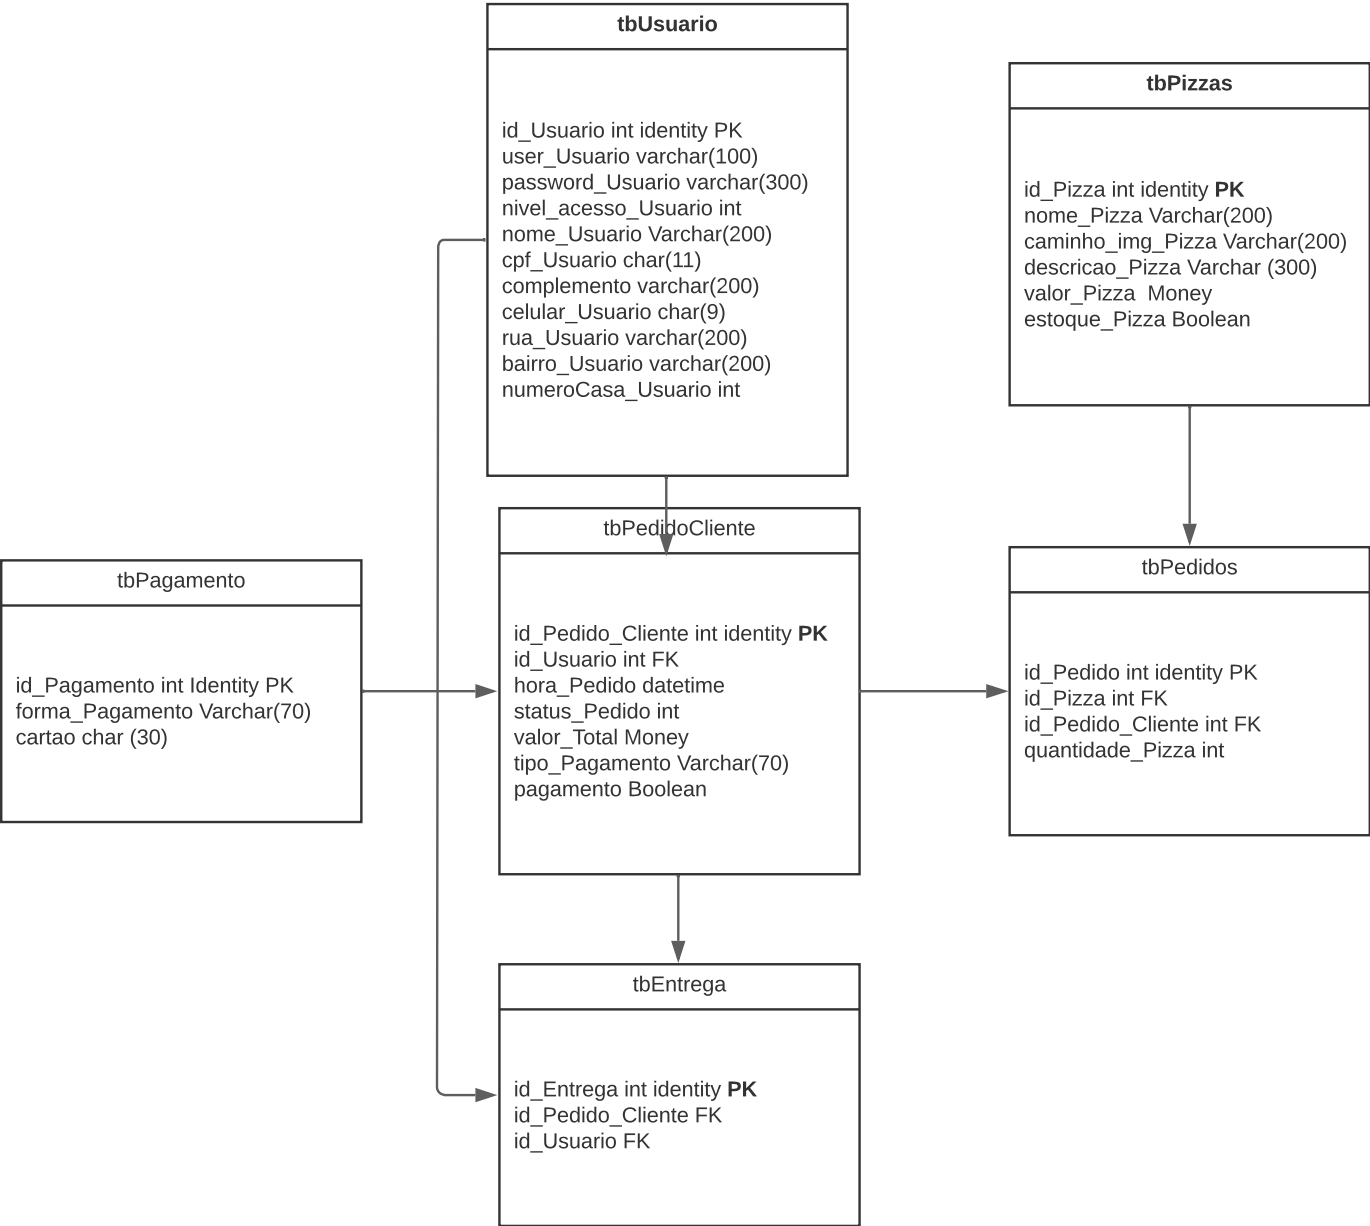 tbUsuario
id_Usuario int identity PK
user_Usuario varchar(100)
password_Usuario varchar(300)
nivel_acesso_Usuario int
nome_Usuario Varchar(200)
cpf_Usuario char(11)
complemento varchar(200)
celular_Usuario char(9)
rua_Usuario varchar(200)
bairro_Usuario varchar(200)
numeroCasa_Usuario int
tbPizzas
id_Pizza int identity PK
nome_Pizza Varchar(200)
caminho_img_Pizza Varchar(200)
descricao_Pizza Varchar (300)
valor_Pizza  Money
estoque_Pizza Boolean
tbPagamento
id_Pagamento int Identity PK
forma_Pagamento Varchar(70)
cartao char (30)
tbPedidoCliente
id_Pedido_Cliente int identity PK
id_Usuario int FK
hora_Pedido datetime
status_Pedido int
valor_Total Money
tipo_Pagamento Varchar(70)
pagamento Boolean
tbPedidos
id_Pedido int identity PK
id_Pizza int FK
id_Pedido_Cliente int FK
quantidade_Pizza int
tbEntrega
id_Entrega int identity PK
id_Pedido_Cliente FK
id_Usuario FK